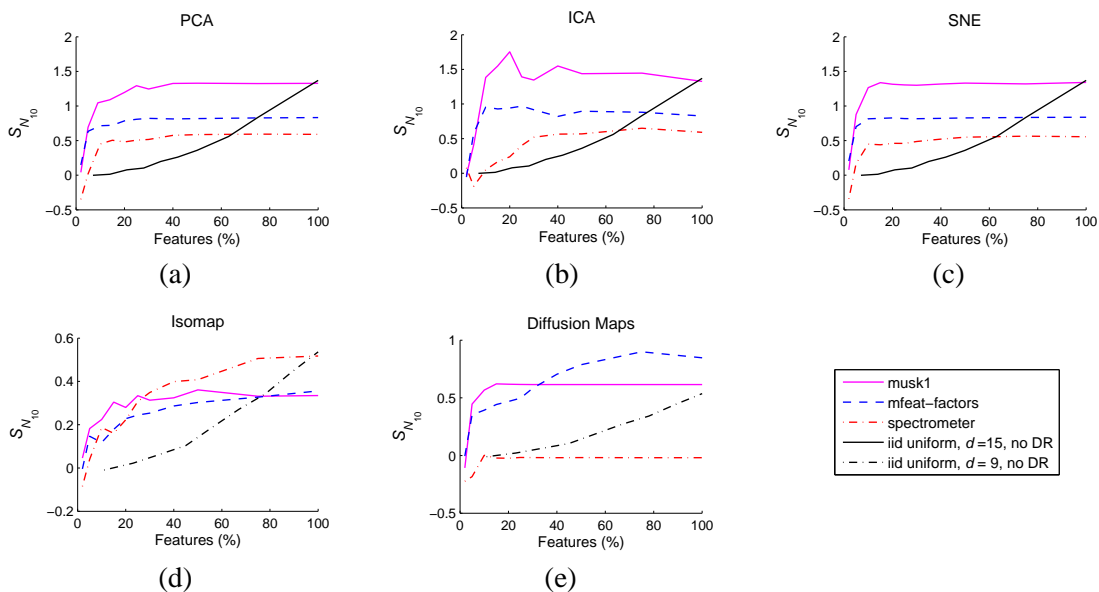 PCA
2
1.5
1
0.5
0
−0.5
0 20 40 60 80 100
S_{N_{10}}
Features (%)
(a)
ICA
2
1.5
1
0.5
0
−0.5
0 20 40 60 80 100
S_{N_{10}}
Features (%)
(b)
SNE
2
1.5
1
0.5
0
−0.5
0 20 40 60 80 100
S_{N_{10}}
Features (%)
(c)
Isomap
0.6
0.4
0.2
0
−0.2
0 20 40 60 80 100
S_{N_{10}}
Features (%)
(d)
Diffusion Maps
1
0.5
0
−0.5
0 20 40 60 80 100
S_{N_{10}}
Features (%)
(e)
musk1
mfeat−factors
spectrometer
iid uniform, d =15, no DR
iid uniform, d = 9, no DR